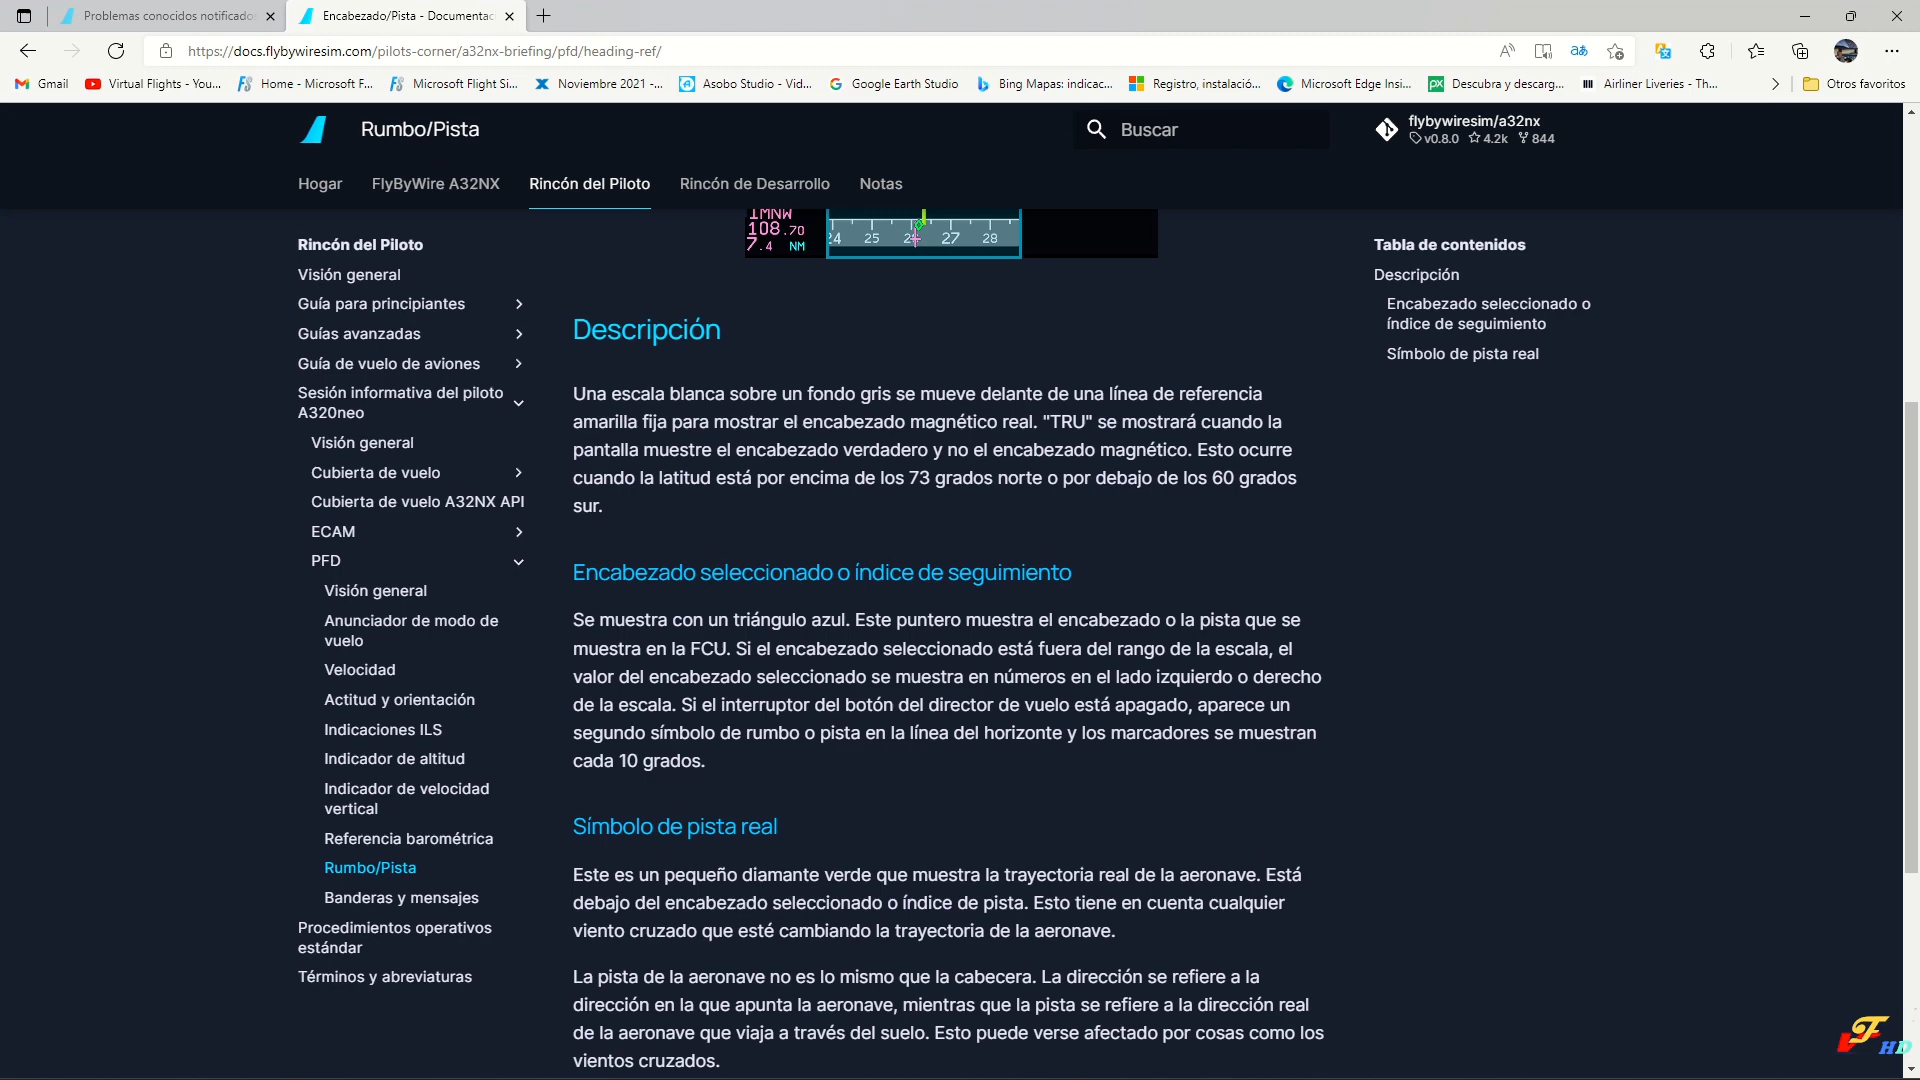 Problemas conocidos notificado
Encabezado/Pista - Documentac
https://docs.flybywiresim.com/pilots-corner/a32nx-briefing/pfd/heading-ref/
Gmail
Virtual Flights - You...
Home - Microsoft F...
Microsoft Flight Si...
Noviembre 2021 -...
Asobo Studio - Vid...
Google Earth Studio
Bing Mapas: indicac...
Registro, instalació...
Microsoft Edge Insi...
Descubra y descarg...
Airliner Liveries - Th...
Otros favoritos
Rumbo/Pista
Buscar
flybywiresim/a32nx
v0.8.0 4.2k 844
Hogar
FlyByWire A32NX
Rincón del Piloto
Rincón de Desarrollo
Notas
IMNW
108.70
7.4 NM
24 25 26 27 28
Rincón del Piloto
Visión general
Guía para principiantes
Guías avanzadas
Guía de vuelo de aviones
Sesión informativa del piloto
A320neo
Visión general
Cubierta de vuelo
Cubierta de vuelo A32NX API
ECAM
PFD
Visión general
Anunciador de modo de
vuelo
Velocidad
Actitud y orientación
Indicaciones ILS
Indicador de altitud
Indicador de velocidad
vertical
Referencia barométrica
Rumbo/Pista
Banderas y mensajes
Procedimientos operativos
estándar
Términos y abreviaturas
Descripción
Una escala blanca sobre un fondo gris se mueve delante de una línea de referencia
amarilla fija para mostrar el encabezado magnético real. "TRU" se mostrará cuando la
pantalla muestre el encabezado verdadero y no el encabezado magnético. Esto ocurre
cuando la latitud está por encima de los 73 grados norte o por debajo de los 60 grados
sur.
Encabezado seleccionado o índice de seguimiento
Se muestra con un triángulo azul. Este puntero muestra el encabezado o la pista que se
muestra en la FCU. Si el encabezado seleccionado está fuera del rango de la escala, el
valor del encabezado seleccionado se muestra en números en el lado izquierdo o derecho
de la escala. Si el interruptor del botón del director de vuelo está apagado, aparece un
segundo símbolo de rumbo o pista en la línea del horizonte y los marcadores se muestran
cada 10 grados.
Símbolo de pista real
Este es un pequeño diamante verde que muestra la trayectoria real de la aeronave. Está
debajo del encabezado seleccionado o índice de pista. Esto tiene en cuenta cualquier
viento cruzado que esté cambiando la trayectoria de la aeronave.
La pista de la aeronave no es lo mismo que la cabecera. La dirección se refiere a la
dirección en la que apunta la aeronave, mientras que la pista se refiere a la dirección real
de la aeronave que viaja a través del suelo. Esto puede verse afectado por cosas como los
vientos cruzados.
Tabla de contenidos
Descripción
Encabezado seleccionado o
índice de seguimiento
Símbolo de pista real
VF HD